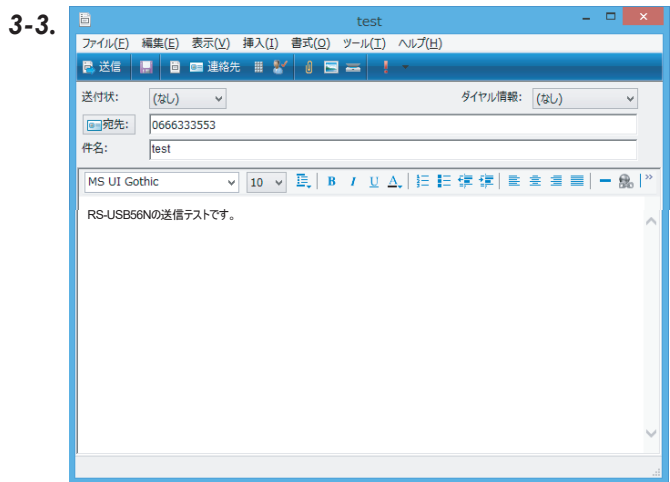 3-3.
test
ファイル(F) 編集(E) 表示(V) 挿入(I) 書式(O) ツール(T) ヘルプ(H)
送信 連絡先
送付状: (なし) ダイヤル情報: (なし)
宛先: 0666333553
件名: test
MS UI Gothic 10 B I U A
RS-USB56Nの送信テストです。